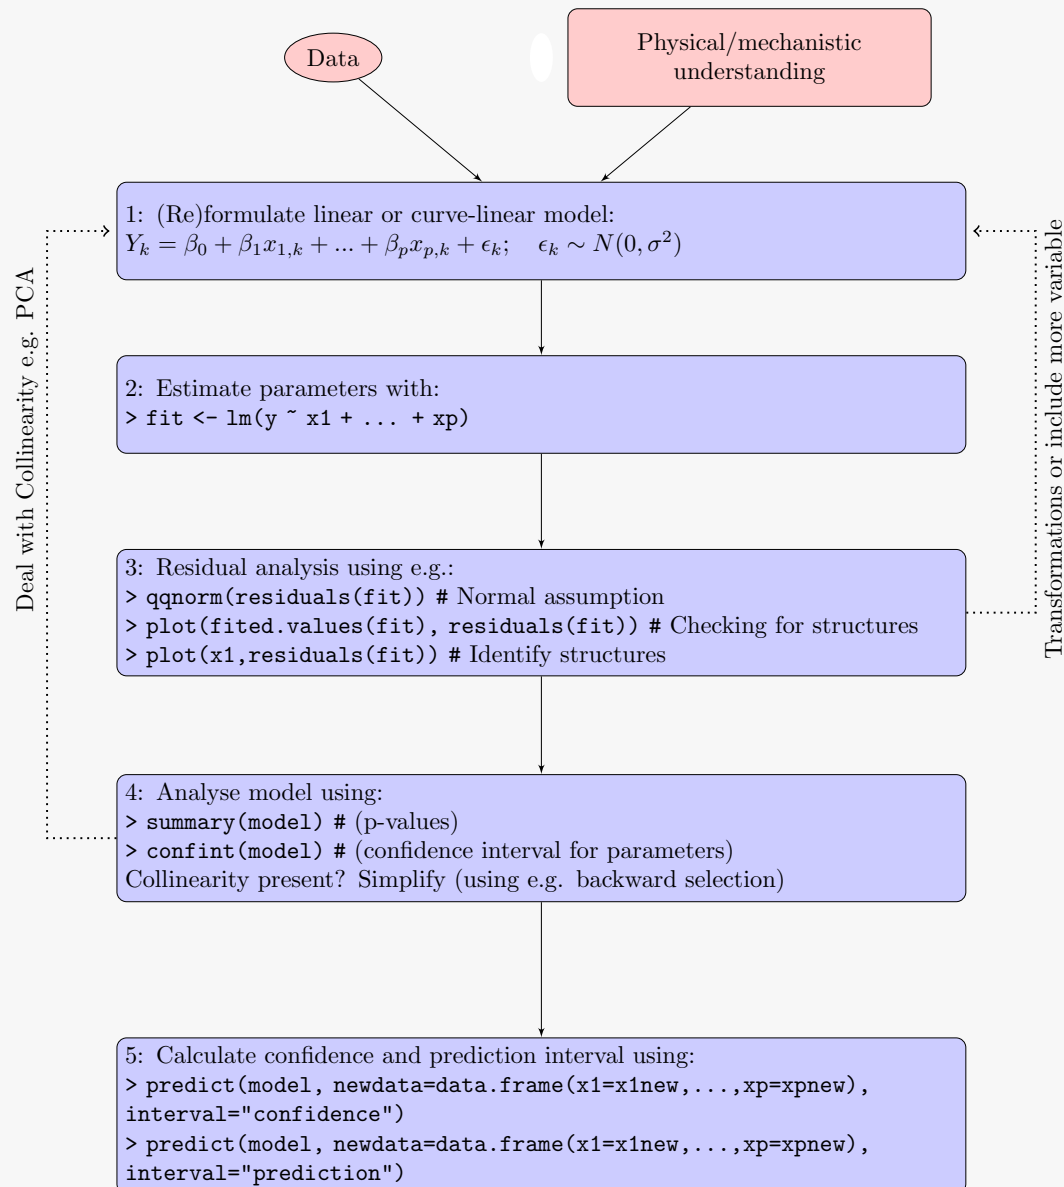 Data
Physical/mechanistic
understanding
1: (Re)formulate linear or curve-linear model:
Y_k = β_0 + β_1x_{1,k} + ... + β_px_{p,k} + ϵ_k;  ϵ_k ∼ N(0, σ^2)
2: Estimate parameters with:
> fit <- lm(y ~ x1 + ... + xp)
3: Residual analysis using e.g.:
> qqnorm(residuals(fit)) # Normal assumption
> plot(fited.values(fit), residuals(fit)) # Checking for structures
> plot(x1,residuals(fit)) # Identify structures
4: Analyse model using:
> summary(model) # (p-values)
> confint(model) # (confidence interval for parameters)
Collinearity present? Simplify (using e.g. backward selection)
5: Calculate confidence and prediction interval using:
> predict(model, newdata=data.frame(x1=x1new,...,xp=xpnew),
interval="confidence")
> predict(model, newdata=data.frame(x1=x1new,...,xp=xpnew),
interval="prediction")
Deal with Collinearity e.g. PCA
Transformations or include more variable